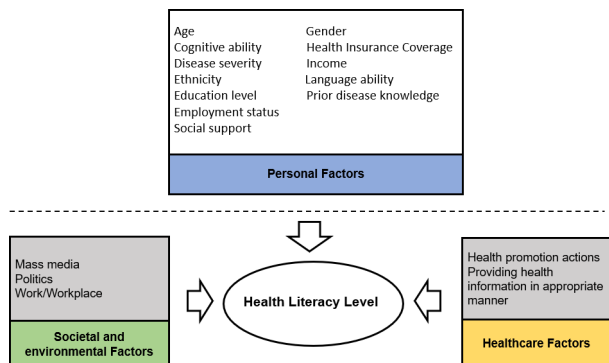 Age
Cognitive ability
Disease severity
Ethnicity
Education level
Employment status
Social support
Gender
Health Insurance Coverage
Income
Language ability
Prior disease knowledge
Personal Factors
Mass media
Politics
Work/Workplace
Societal and
environmental Factors
Health Literacy Level
Health promotion actions
Providing health
information in appropriate
manner
Healthcare Factors